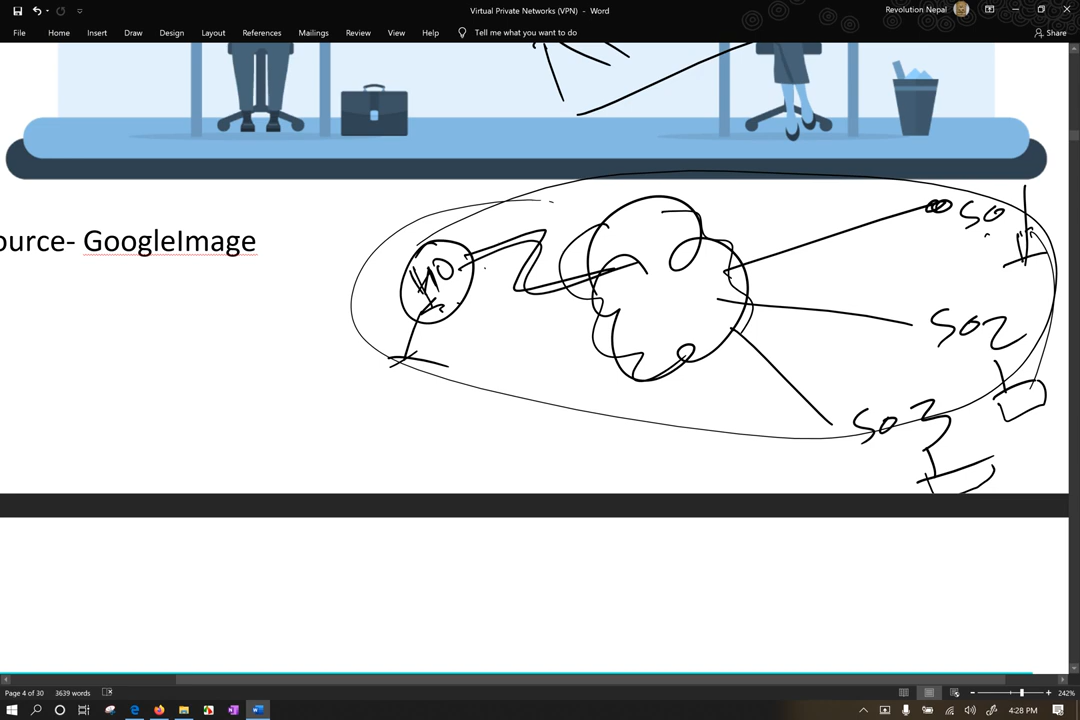 Virtual Private Networks (VPN) - Word
Revolution Nepal
File Home Insert Draw Design Layout References Mailings Review View Help Tell me what you want to do Share
ource- GoogleImage
HO
SO1
SO2
SO3
Page 4 of 30 3639 words 242%
4:28 PM